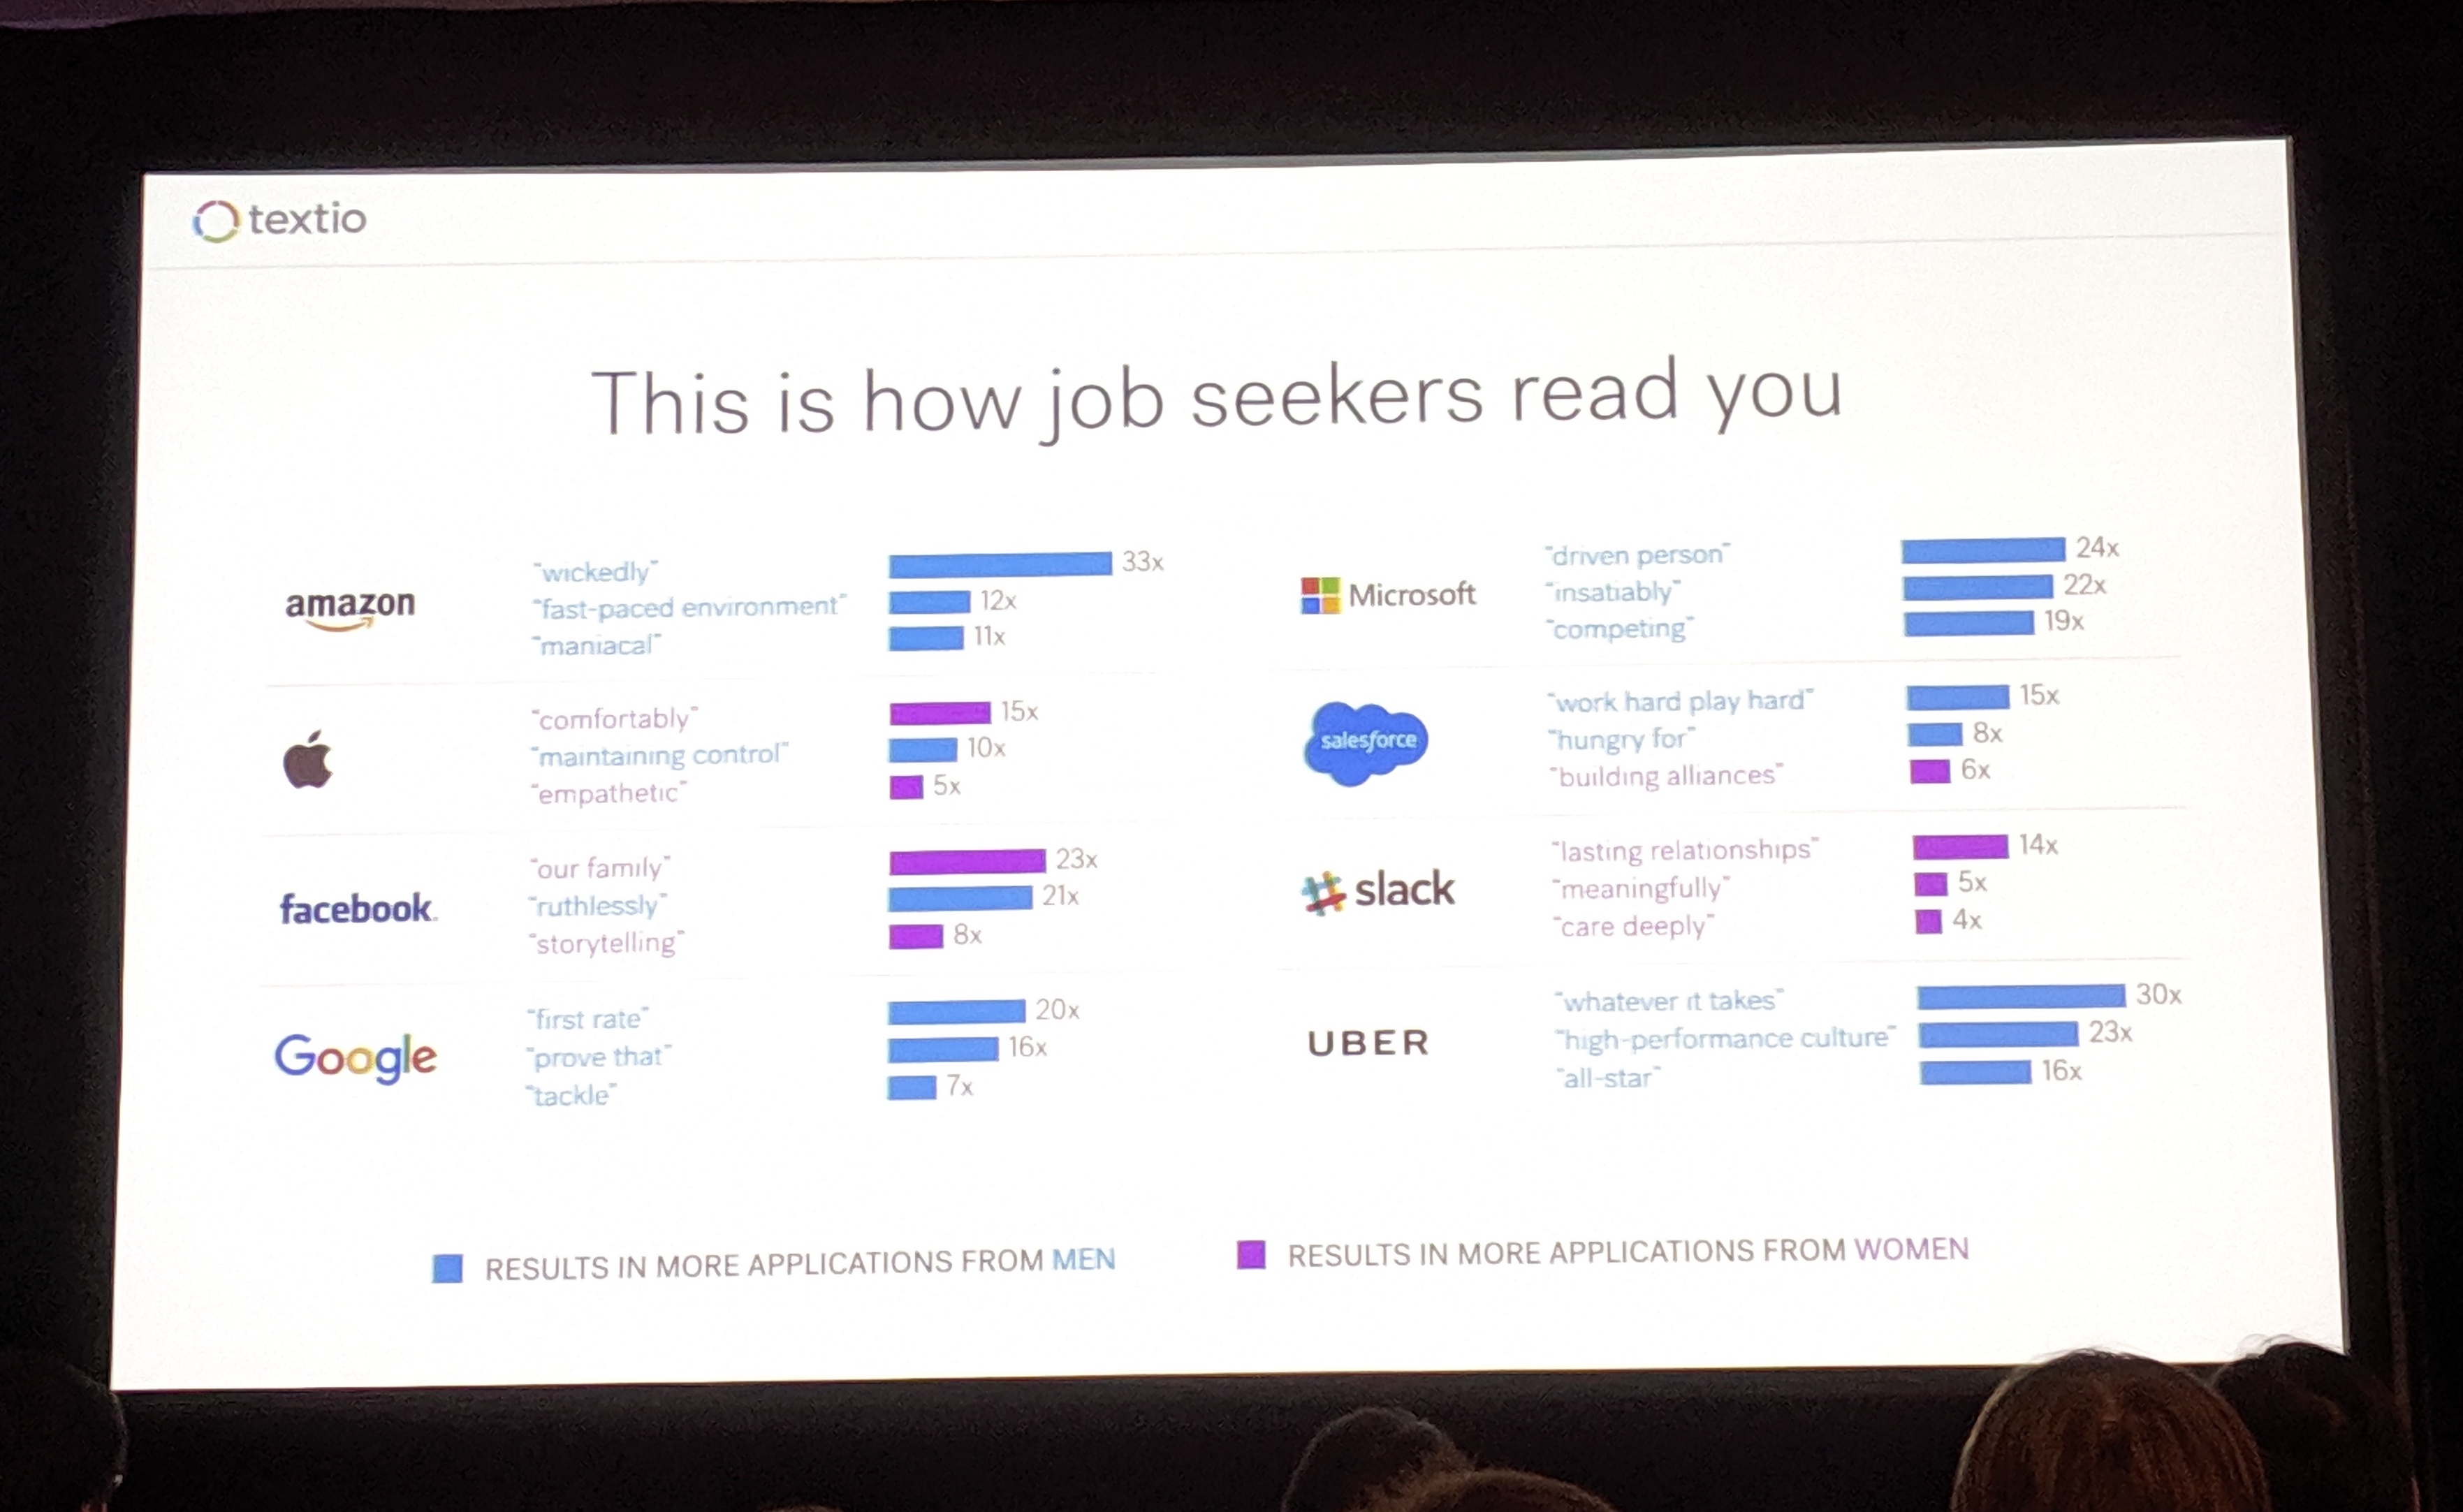 textio
This is how job seekers read you
amazon
"wickedly" 33x
"fast-paced environment" 12x
"maniacal" 11x
"comfortably" 15x
"maintaining control" 10x
"empathetic" 5x
facebook.
"our family" 23x
"ruthlessly" 21x
"storytelling" 8x
Google
"first rate" 20x
"prove that" 16x
"tackle" 7x
Microsoft
"driven person" 24x
"insatiably" 22x
"competing" 19x
salesforce
"work hard play hard" 15x
"hungry for" 8x
"building alliances" 6x
slack
"lasting relationships" 14x
"meaningfully" 5x
"care deeply" 4x
UBER
"whatever it takes" 30x
"high-performance culture" 23x
"all-star" 16x
RESULTS IN MORE APPLICATIONS FROM MEN
RESULTS IN MORE APPLICATIONS FROM WOMEN